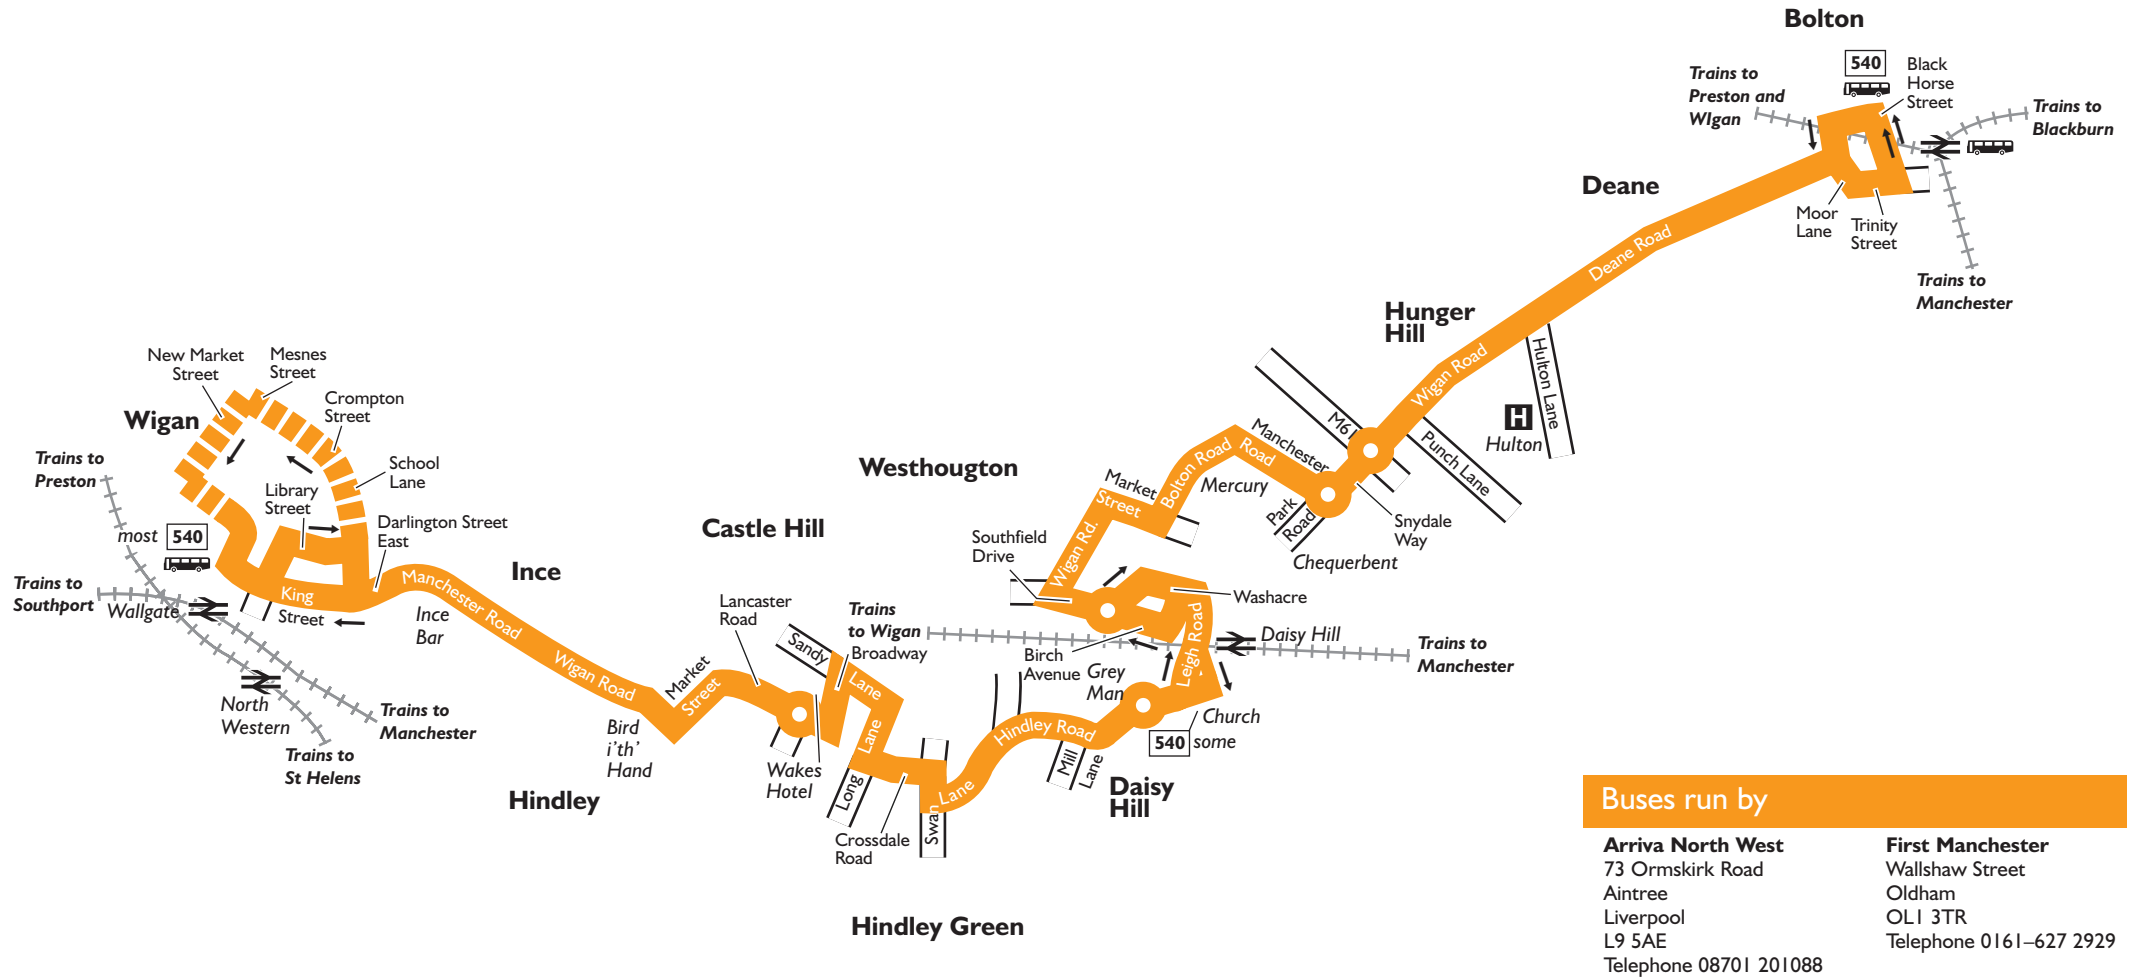 Bolton
540
Black
Horse
Street
Trains to
Preston and
WIgan
Trains to
Blackburn
Deane
Moor
Lane
Trinity
Street
Trains to
Manchester
Deane Road
Hunger
Hill
Wigan Road
Hulton Lane
H
Hulton
M61
Punch Lane
Manchester
Road
Bolton Road
Mercury
Park
Road
Snydale
Way
Chequerbent
Westhougton
Market
Street
Wigan Rd.
Southfield
Drive
Washacre
Leigh Road
Birch
Avenue
Grey
Man
Daisy Hill
Trains to
Manchester
Trains
to Wigan
Church
540
some
Daisy
Hill
Hindley Road
Mill
Lane
Swan
Lane
Crossdale
Road
Long
Lane
Sandy
Lane
Broadway
Castle Hill
Lancaster
Road
Wakes
Hotel
Hindley Green
Market
Street
Bird
i'th'
Hand
Hindley
Wigan Road
Ince
Manchester Road
Ince
Bar
Darlington Street
East
School
Lane
Crompton
Street
Mesnes
Street
New Market
Street
Wigan
Library
Street
King
Street
most
540
Trains to
Preston
Trains to
Southport
Wallgate
North
Western
Trains to
Manchester
Trains to
St Helens
Buses run by
Arriva North West
73 Ormskirk Road
Aintree
Liverpool
L9 5AE
Telephone 08701 201088
First Manchester
Wallshaw Street
Oldham
OL1 3TR
Telephone 0161–627 2929